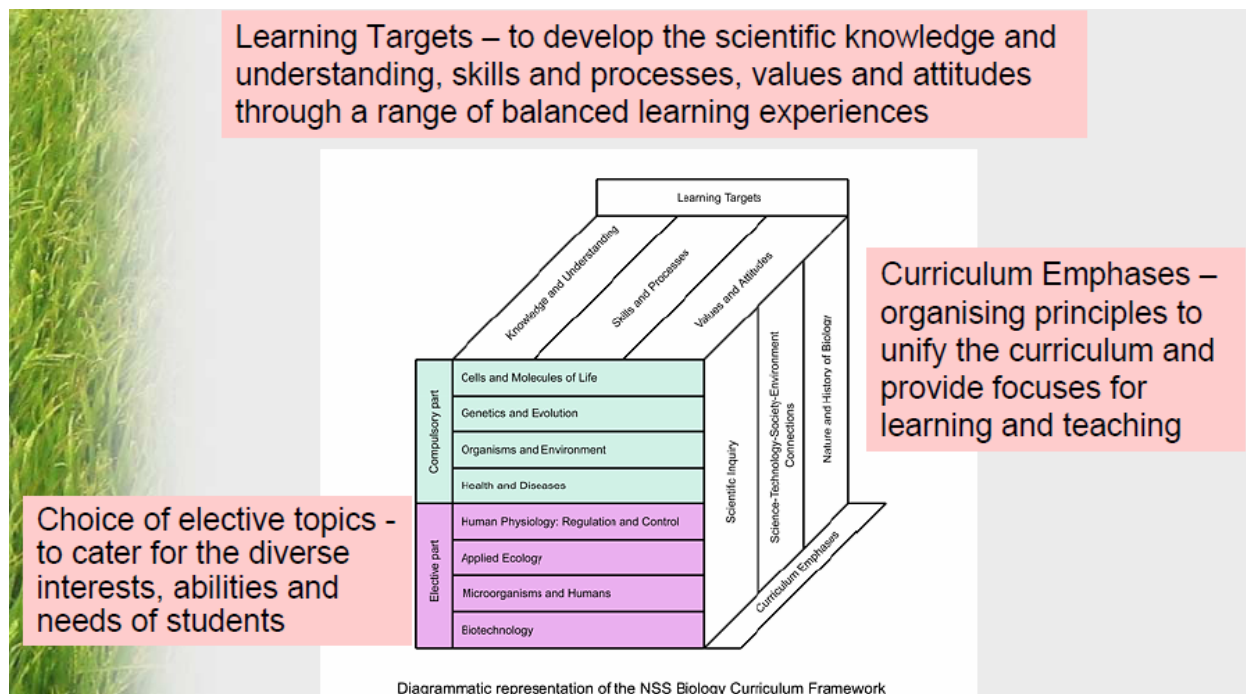 Learning Targets – to develop the scientific knowledge and
understanding, skills and processes, values and attitudes
through a range of balanced learning experiences
Learning Targets
Knowledge and Understanding
Skills and Processes
Values and Attitudes
Curriculum Emphases –
organising principles to
unify the curriculum and
provide focuses for
learning and teaching
Compulsory part
Cells and Molecules of Life
Genetics and Evolution
Organisms and Environment
Health and Diseases
Elective part
Human Physiology: Regulation and Control
Applied Ecology
Microorganisms and Humans
Biotechnology
Scientific Inquiry
Science-Technology-Society-Environment
Connections
Nature and History of Biology
Curriculum Emphases
Choice of elective topics -
to cater for the diverse
interests, abilities and
needs of students
Diagrammatic representation of the NSS Biology Curriculum Framework